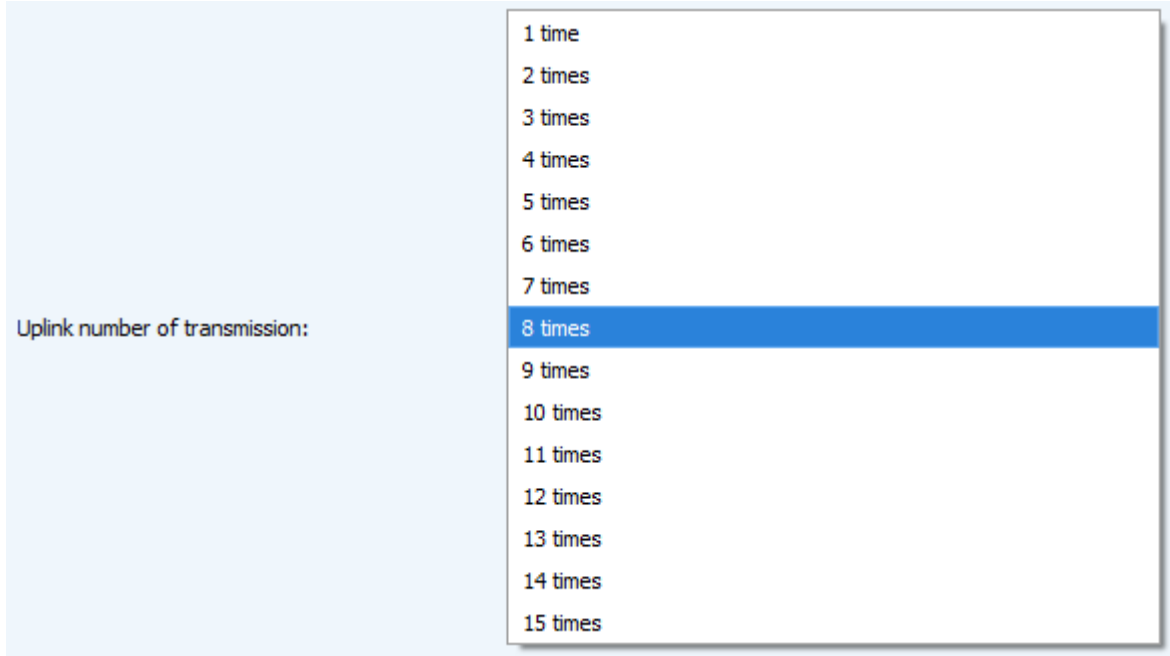 1 time
2 times
3 times
4 times
5 times
6 times
7 times
Uplink number of transmission: 8 times
9 times
10 times
11 times
12 times
13 times
14 times
15 times